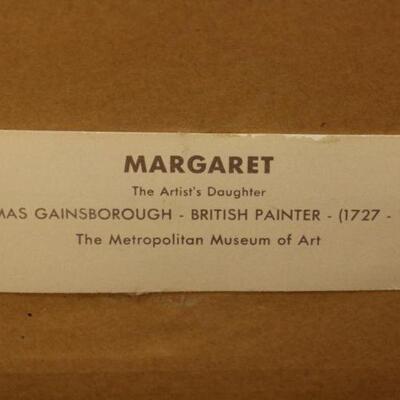 MARGARET
The Artist's Daughter
MAS GAINSBOROUGH - BRITISH PAINTER - (1727 -
The Metropolitan Museum of Art